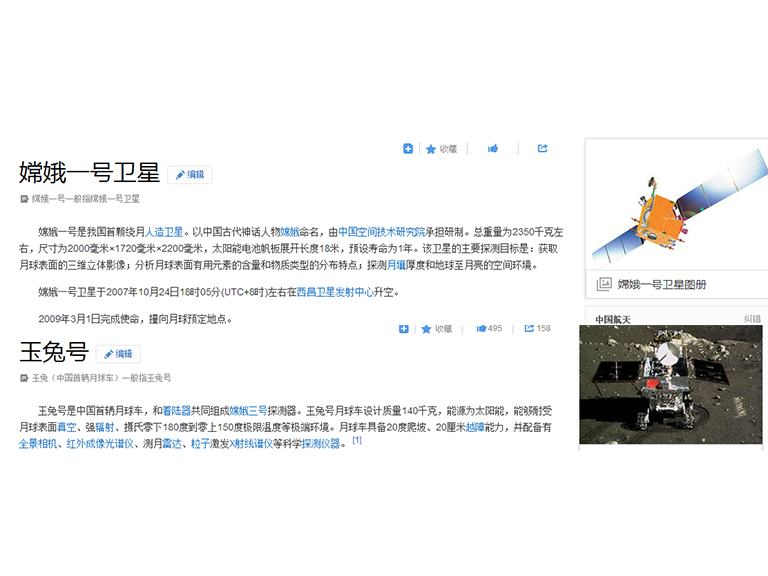 收藏
嫦娥一号卫星 编辑
嫦娥一号一般指嫦娥一号卫星
嫦娥一号是我国首颗绕月人造卫星。以中国古代神话人物嫦娥命名，由中国空间技术研究院承担研制。总重量为2350千克左
右，尺寸为2000毫米×1720毫米×2200毫米，太阳能电池帆板展开长度18米，预设寿命为1年。该卫星的主要探测目标是：获取
月球表面的三维立体影像；分析月球表面有用元素的含量和物质类型的分布特点；探测月壤厚度和地球至月亮的空间环境。
嫦娥一号卫星于2007年10月24日18时05分(UTC+8时)左右在西昌卫星发射中心升空。
2009年3月1日完成使命，撞向月球预定地点。
嫦娥一号卫星图册
中国航天 纠错
收藏 495 158
玉兔号 编辑
玉兔（中国首辆月球车）一般指玉兔号
玉兔号是中国首辆月球车，和着陆器共同组成嫦娥三号探测器。玉兔号月球车设计质量140千克，能源为太阳能，能够耐受
月球表面真空、强辐射、摄氏零下180度到零上150度极限温度等极端环境。月球车具备20度爬坡、20厘米越障能力，并配备有
全景相机、红外成像光谱仪、测月雷达、粒子激发X射线谱仪等科学探测仪器。 [1]